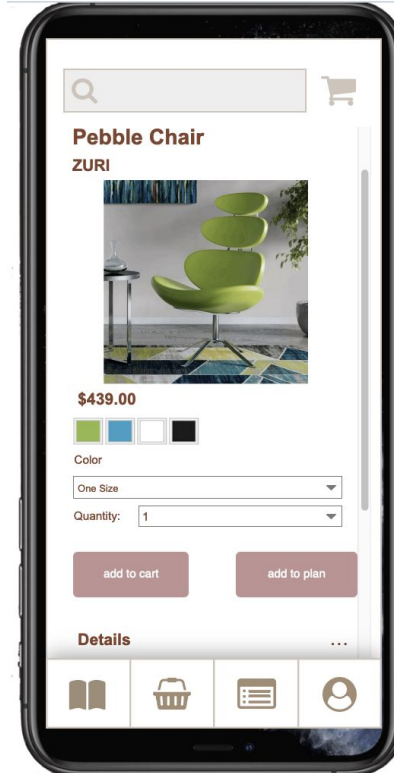 Pebble Chair
ZURI
$439.00
Color
One Size
Quantity: 1
add to cart add to plan
Details ...